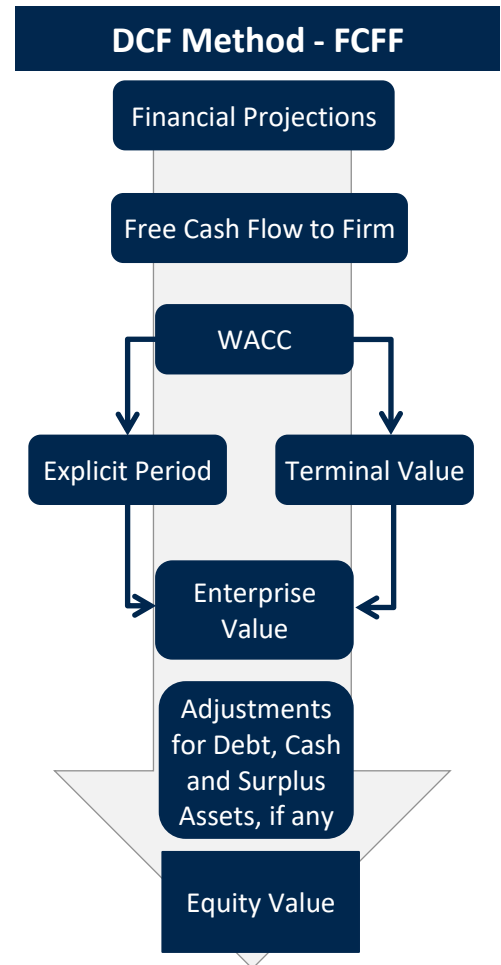 DCF Method - FCFF
Financial Projections
Free Cash Flow to Firm
WACC
Explicit Period
Terminal Value
Enterprise
Value
Adjustments
for Debt, Cash
and Surplus
Assets, if any
Equity Value